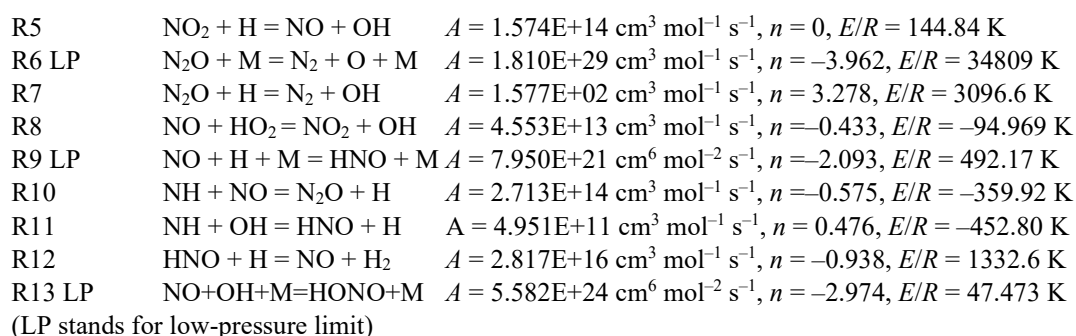 R5 NO₂ + H = NO + OH A = 1.574E+14 cm³ mol⁻¹ s⁻¹, n = 0, E/R = 144.84 K
R6 LP N₂O + M = N₂ + O + M A = 1.810E+29 cm³ mol⁻¹ s⁻¹, n = –3.962, E/R = 34809 K
R7 N₂O + H = N₂ + OH A = 1.577E+02 cm³ mol⁻¹ s⁻¹, n = 3.278, E/R = 3096.6 K
R8 NO + HO₂ = NO₂ + OH A = 4.553E+13 cm³ mol⁻¹ s⁻¹, n =–0.433, E/R = –94.969 K
R9 LP NO + H + M = HNO + M A = 7.950E+21 cm⁶ mol⁻² s⁻¹, n =–2.093, E/R = 492.17 K
R10 NH + NO = N₂O + H A = 2.713E+14 cm³ mol⁻¹ s⁻¹, n =–0.575, E/R = –359.92 K
R11 NH + OH = HNO + H A = 4.951E+11 cm³ mol⁻¹ s⁻¹, n = 0.476, E/R = –452.80 K
R12 HNO + H = NO + H₂ A = 2.817E+16 cm³ mol⁻¹ s⁻¹, n = –0.938, E/R = 1332.6 K
R13 LP NO+OH+M=HONO+M A = 5.582E+24 cm⁶ mol⁻² s⁻¹, n = –2.974, E/R = 47.473 K
(LP stands for low-pressure limit)